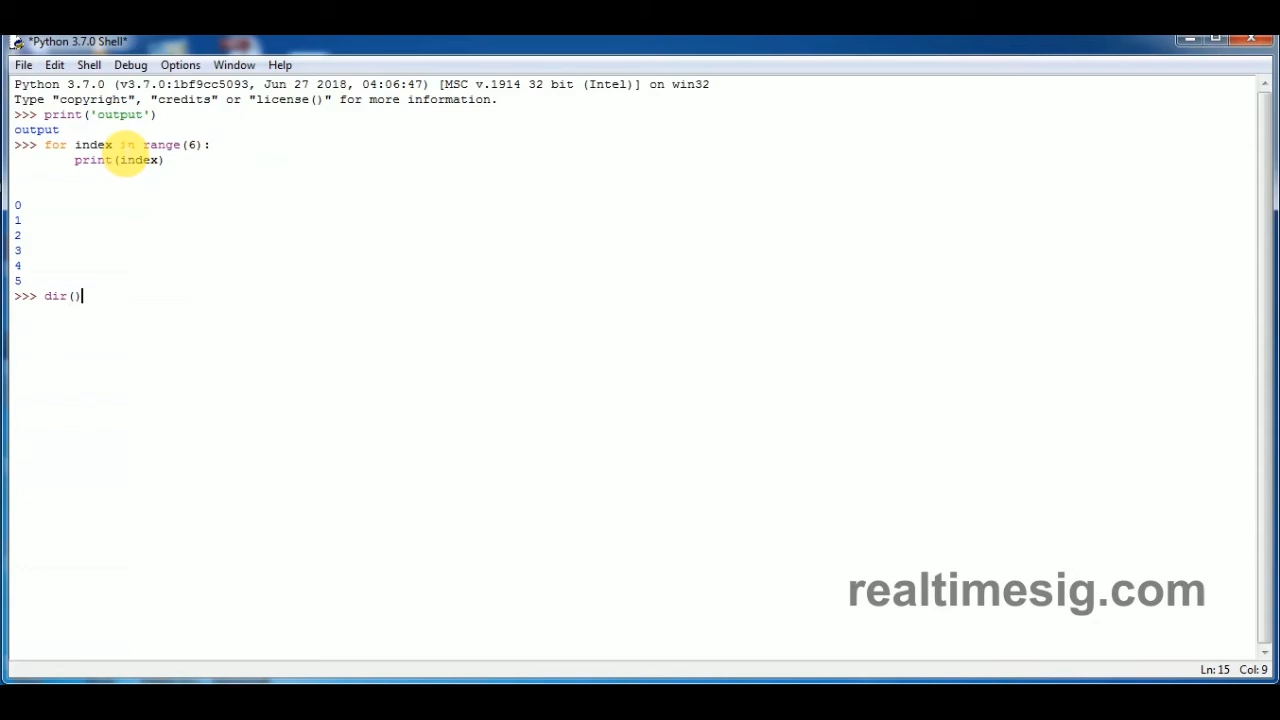 *Python 3.7.0 Shell*
File Edit Shell Debug Options Window Help
Python 3.7.0 (v3.7.0:1bf9cc5093, Jun 27 2018, 04:06:47) [MSC v.1914 32 bit (Intel)] on win32
Type "copyright", "credits" or "license()" for more information.
>>> print('output')
output
>>> for index in range(6):
        print(index)
0
1
2
3
4
5
>>> dir()
realtimesig.com
Ln: 15 Col: 9